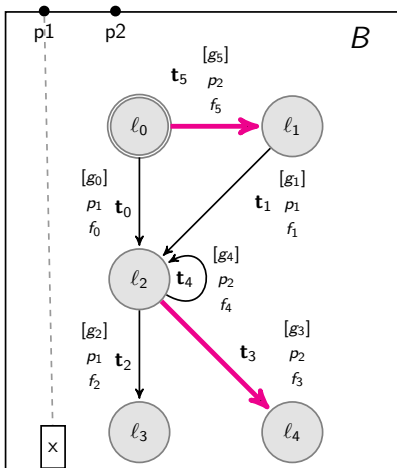 p1 p2 B
[g₅]
t₅ p₂
f₅
ℓ₀ ℓ₁
[g₀] [g₁]
p₁ t₀ t₁ p₁
f₀ f₁
[g₄]
ℓ₂ t₄ p₂
f₄
[g₂] [g₃]
p₁ t₂ t₃ p₂
f₂ f₃
x ℓ₃ ℓ₄